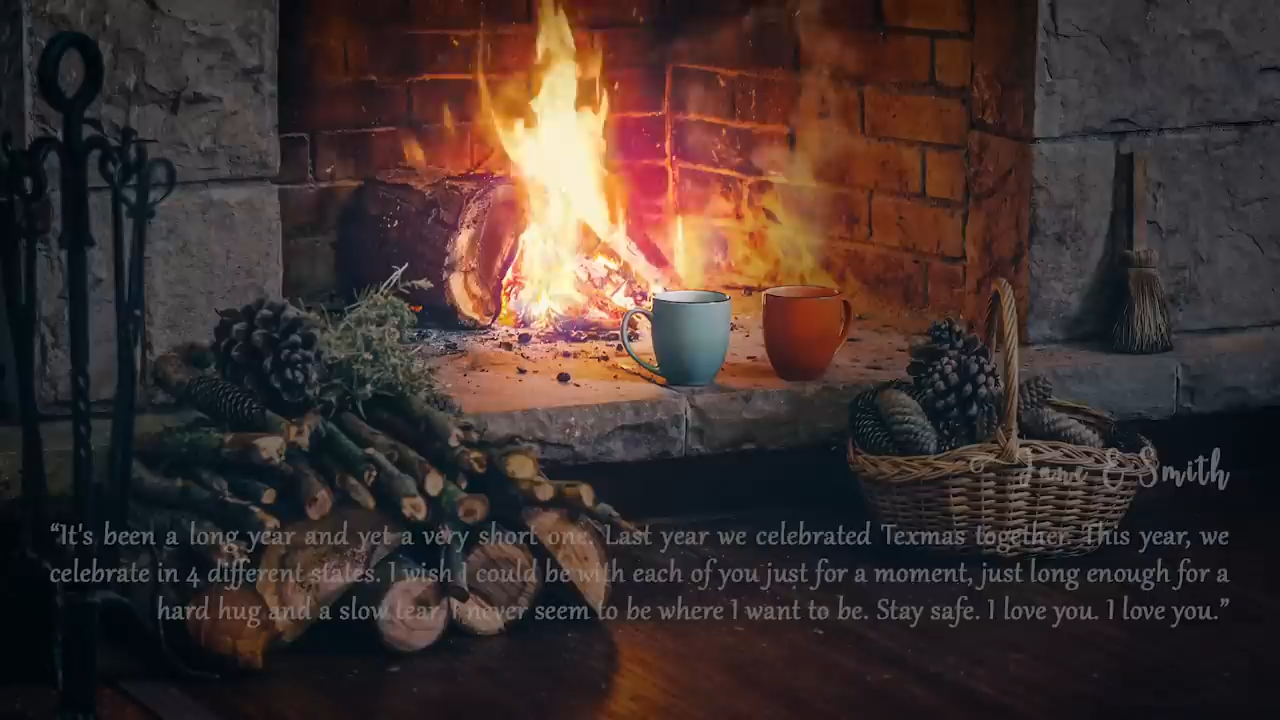 Jane & Smith
“It's been a long year and yet a very short one. Last year we celebrated Texmas together. This year, we
celebrate in 4 different states. I wish I could be with each of you just for a moment, just long enough for a
hard hug and a slow tear. I never seem to be where I want to be. Stay safe. I love you. I love you.”